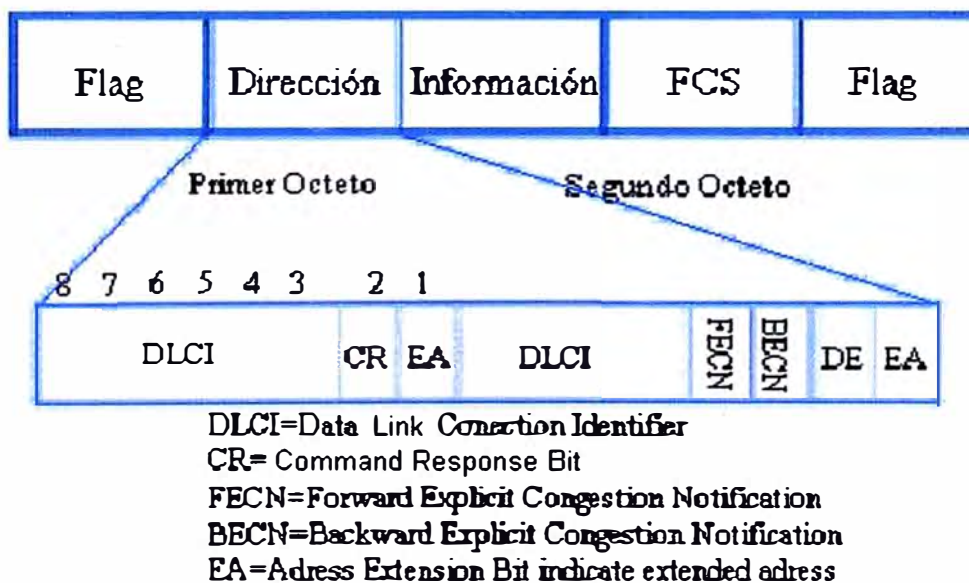 Flag Dirección Información FCS Flag
Primer Octeto Segundo Octeto
8 7 6 5 4 3 2 1
DLCI CR EA DLCI FECN BECN DE EA
DLCI=Data Link Conection Identifier
CR= Command Response Bit
FECN=Forward Explicit Congestion Notification
BECN=Backward Explicit Congestion Notification
EA=Adress Extension Bit indicate extended adress